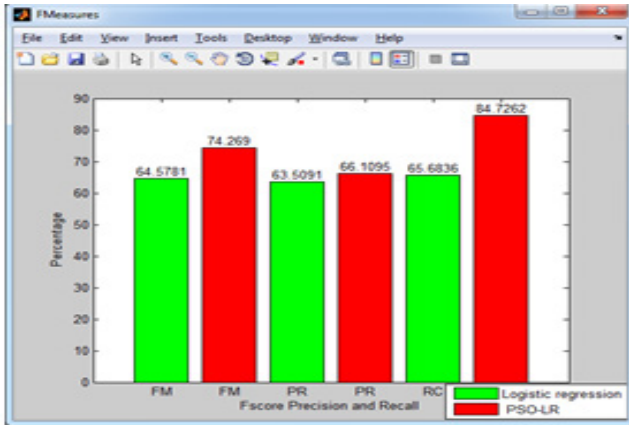 FMeasures
File Edit View Insert Tools Desktop Window Help
90
80
70
60
50
40
30
20
10
0
Percentage
64.5781
74.269
63.5091
66.1095
65.6836
84.7262
FM FM PR PR RC
Fscore Precision and Recall
Logistic regression
PSO-LR